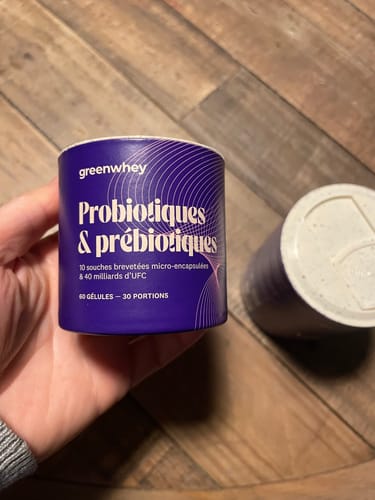 greenwhey
Probiotiques
& prébiotiques
10 souches brevetées micro-encapsulées
& 40 milliards d'UFC
60 GÉLULES — 30 PORTIONS